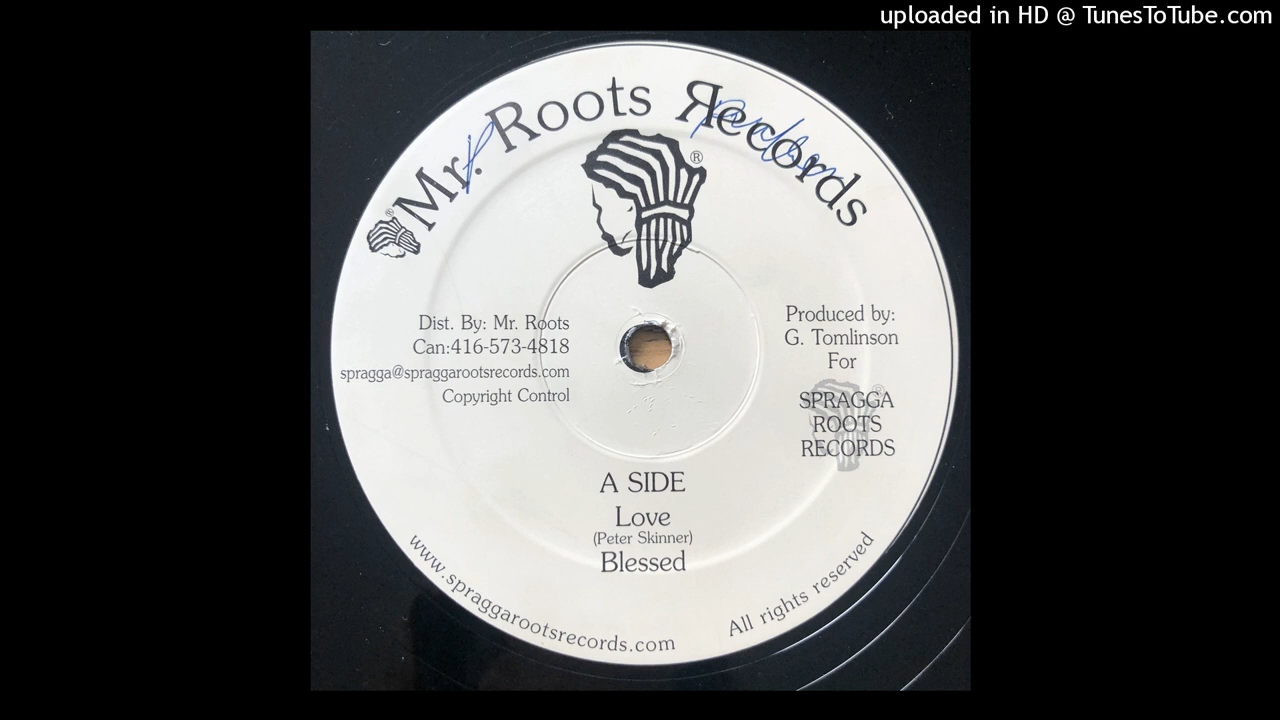 uploaded in HD @ TunesToTube.com
Mr. Roots Records
®
®
Dist. By: Mr. Roots
Can:416-573-4818
spragga@spraggarootsrecords.com
Copyright Control
Produced by:
G. Tomlinson
For
®
SPRAGGA
ROOTS
RECORDS
A SIDE
Love
(Peter Skinner)
Blessed
www.spraggarootsrecords.com
All rights reserved